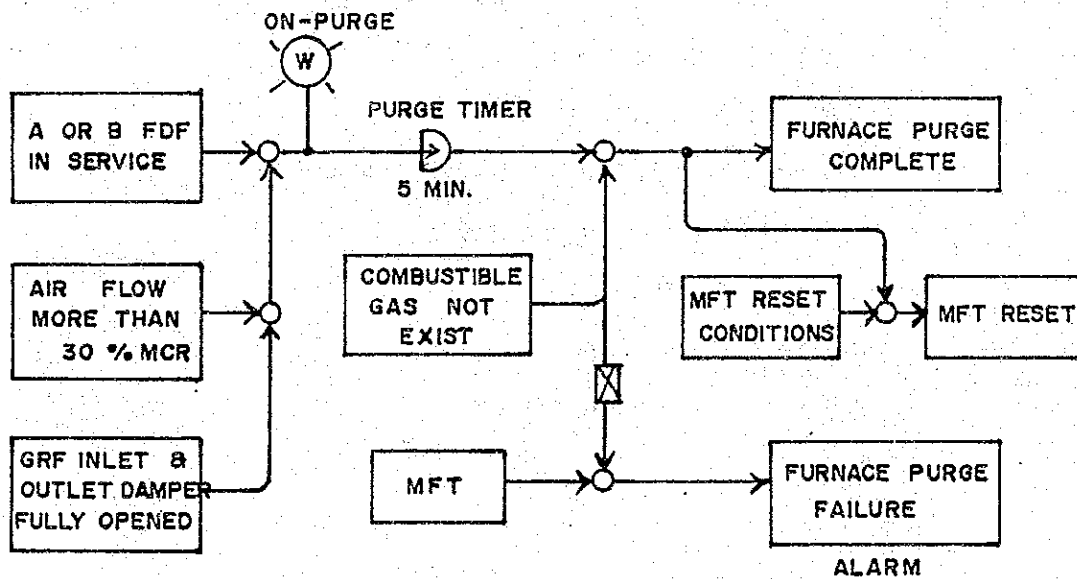 ON-PURGE
W
A OR B FDF
IN SERVICE
PURGE TIMER
5 MIN.
FURNACE PURGE
COMPLETE
AIR FLOW
MORE THAN
30 % MCR
COMBUSTIBLE
GAS NOT
EXIST
MFT RESET
CONDITIONS
MFT RESET
GRF INLET &
OUTLET DAMPER
FULLY OPENED
MFT
FURNACE PURGE
FAILURE
ALARM